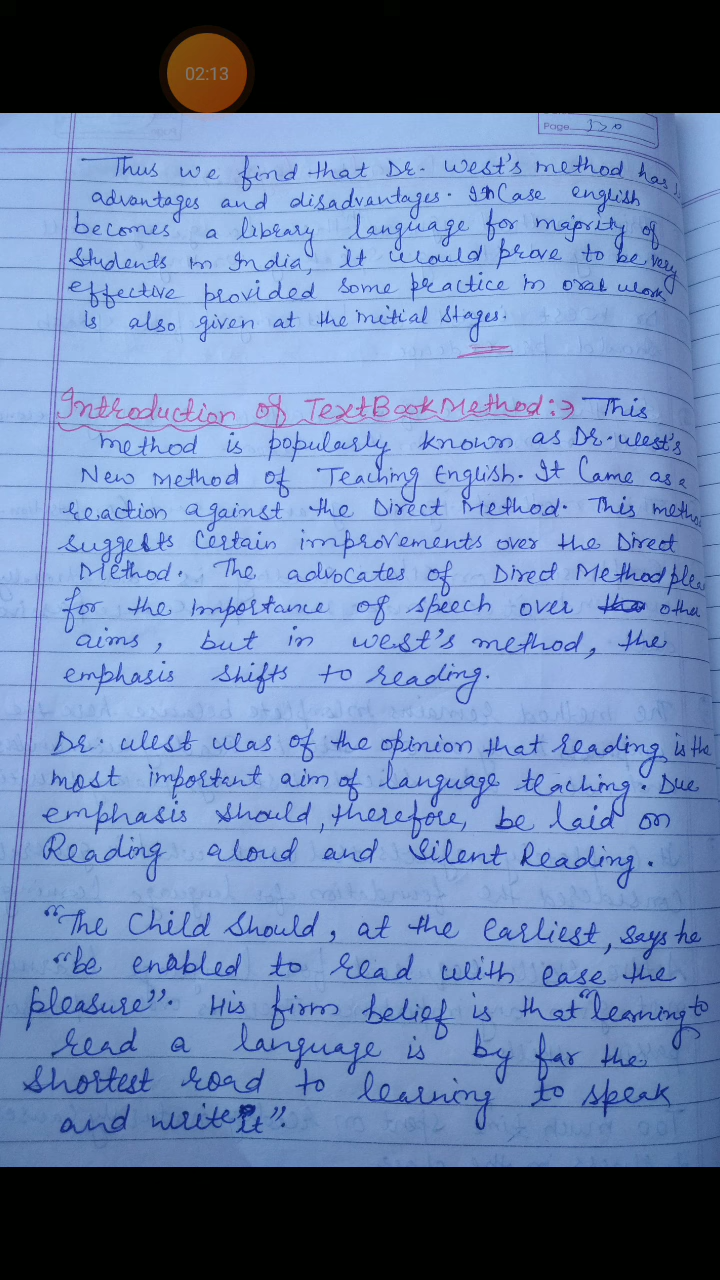 02:13
Page
Thus we find that Dr. West's method has
advantages and disadvantages. In Case english
becomes a library language for majority of
Students in India, it would prove to be very
effective provided some practice in oral work
is also given at the initial Stages.
Introduction of TextBook Method:→ This
method is popularly known as Dr. west's
New Method of Teaching English. It Came as a
reaction against the Direct Method. This metho
suggests Certain improvements over the Direct
Method. The advocates of Direct Method plea
for the importance of speech over othe
aims, but in west's method, the
emphasis shifts to reading.
Dr. West was of the opinion that reading is the
most important aim of language teaching. Due
emphasis should, therefore, be laid on
Reading aloud and Silent Reading.
"The Child Should, at the earliest, says he
"be enabled to read with ease the
pleasure". His firm belief is that "learning to
read a language is by far the
Shortest road to learning to speak
and write it".